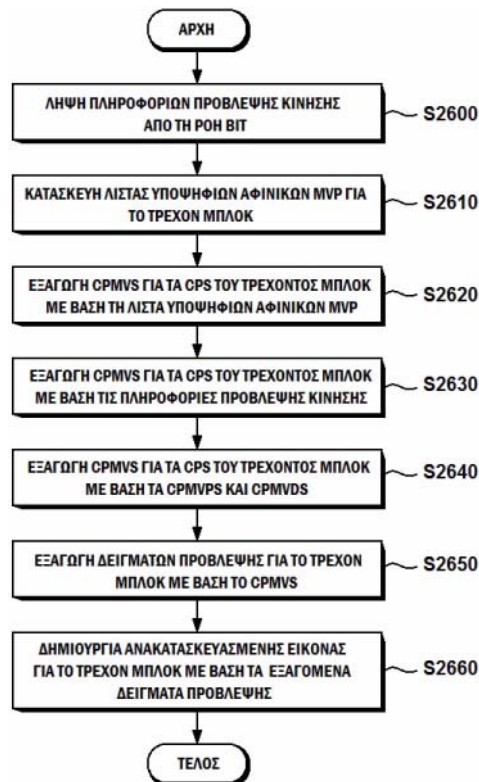 ΑΡΧΗ
ΛΗΨΗ ΠΛΗΡΟΦΟΡΙΩΝ ΠΡΟΒΛΕΨΗΣ ΚΙΝΗΣΗΣ
ΑΠΟ ΤΗ ΡΟΗ BIT
S2600
ΚΑΤΑΣΚΕΥΗ ΛΙΣΤΑΣ ΥΠΟΨΗΦΙΩΝ ΑΦΙΝΙΚΩΝ MVP ΓΙΑ
ΤΟ ΤΡΕΧΟΝ ΜΠΛΟΚ
S2610
ΕΞΑΓΩΓΗ CPMVS ΓΙΑ ΤΑ CPS ΤΟΥ ΤΡΕΧΟΝΤΟΣ ΜΠΛΟΚ
ΜΕ ΒΑΣΗ ΤΗ ΛΙΣΤΑ ΥΠΟΨΗΦΙΩΝ ΑΦΙΝΙΚΩΝ MVP
S2620
ΕΞΑΓΩΓΗ CPMVS ΓΙΑ ΤΑ CPS ΤΟΥ ΤΡΕΧΟΝΤΟΣ ΜΠΛΟΚ
ΜΕ ΒΑΣΗ ΤΙΣ ΠΛΗΡΟΦΟΡΙΕΣ ΠΡΟΒΛΕΨΗΣ ΚΙΝΗΣΗΣ
S2630
ΕΞΑΓΩΓΗ CPMVS ΓΙΑ ΤΑ CPS ΤΟΥ ΤΡΕΧΟΝΤΟΣ ΜΠΛΟΚ
ΜΕ ΒΑΣΗ ΤΑ CPMVPS ΚΑΙ CPMVDS
S2640
ΕΞΑΓΩΓΗ ΔΕΙΓΜΑΤΩΝ ΠΡΟΒΛΕΨΗΣ ΓΙΑ ΤΟ ΤΡΕΧΟΝ
ΜΠΛΟΚ ΜΕ ΒΑΣΗ ΤΟ CPMVS
S2650
ΔΗΜΙΟΥΡΓΙΑ ΑΝΑΚΑΤΑΣΚΕΥΑΣΜΕΝΗΣ ΕΙΚΟΝΑΣ
ΓΙΑ ΤΟ ΤΡΕΧΟΝ ΜΠΛΟΚ ΜΕ ΒΑΣΗ ΤΑ ΕΞΑΓΟΜΕΝΑ
ΔΕΙΓΜΑΤΑ ΠΡΟΒΛΕΨΗΣ
S2660
ΤΕΛΟΣ